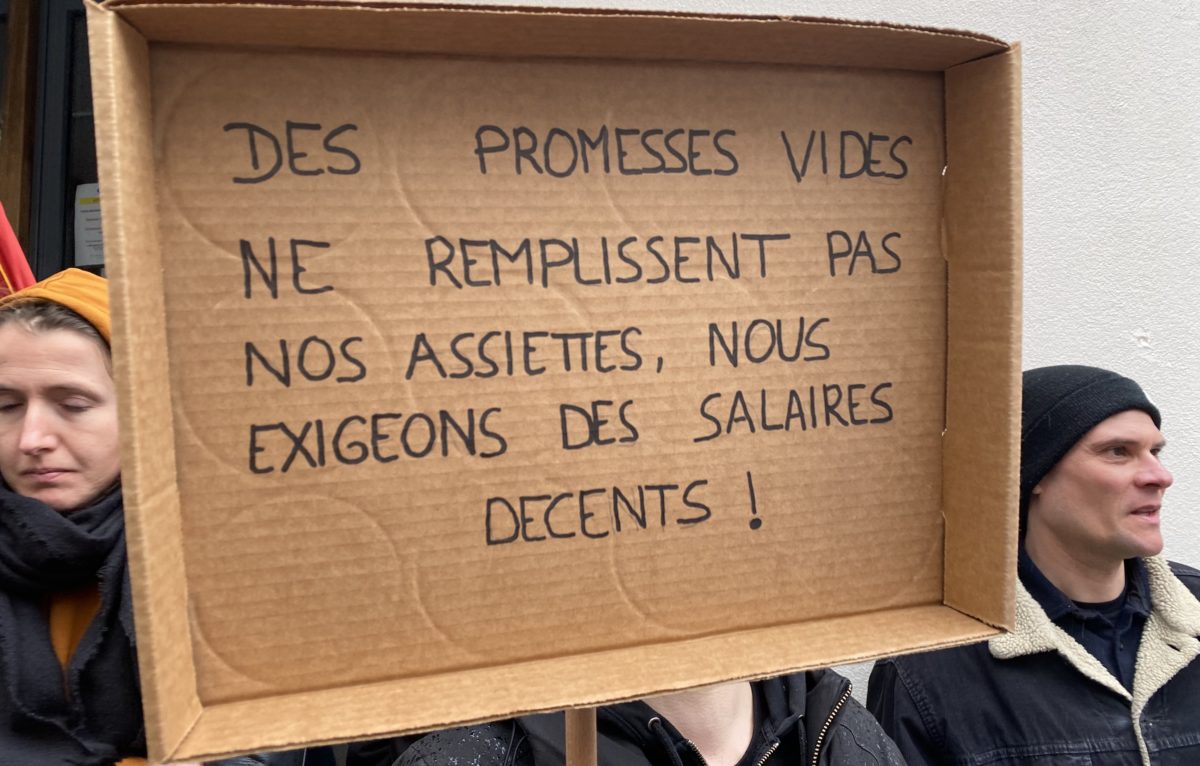 DES PROMESSES VIDES
NE REMPLISSENT PAS
NOS ASSIETTES, NOUS
EXIGEONS DES SALAIRES
DECENTS !